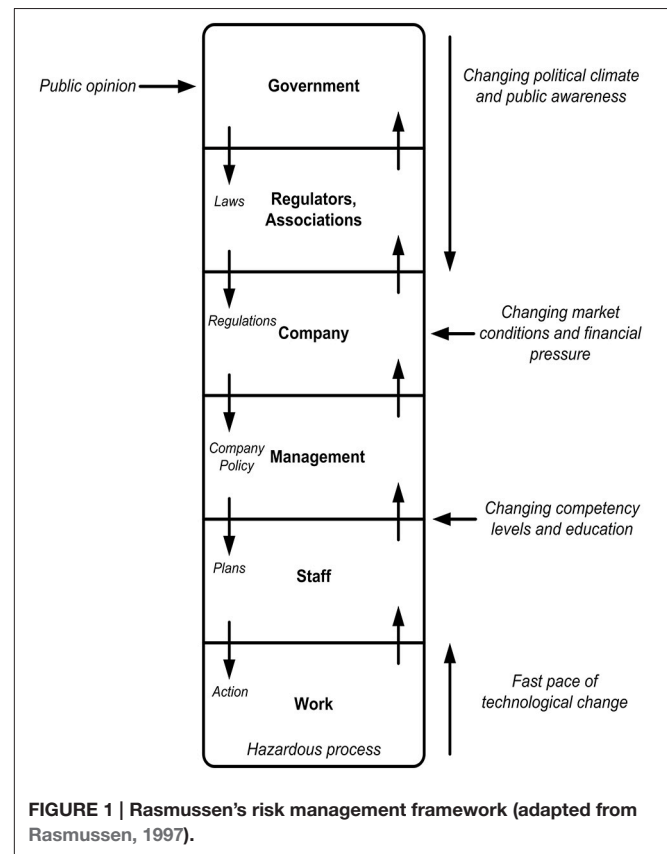 Public opinion
Government
Changing political climate
and public awareness
Laws
Regulators,
Associations
Regulations
Company
Changing market
conditions and financial
pressure
Company
Policy
Management
Changing competency
levels and education
Plans
Staff
Action
Work
Fast pace of
technological change
Hazardous process
FIGURE 1 | Rasmussen's risk management framework (adapted from
Rasmussen, 1997).